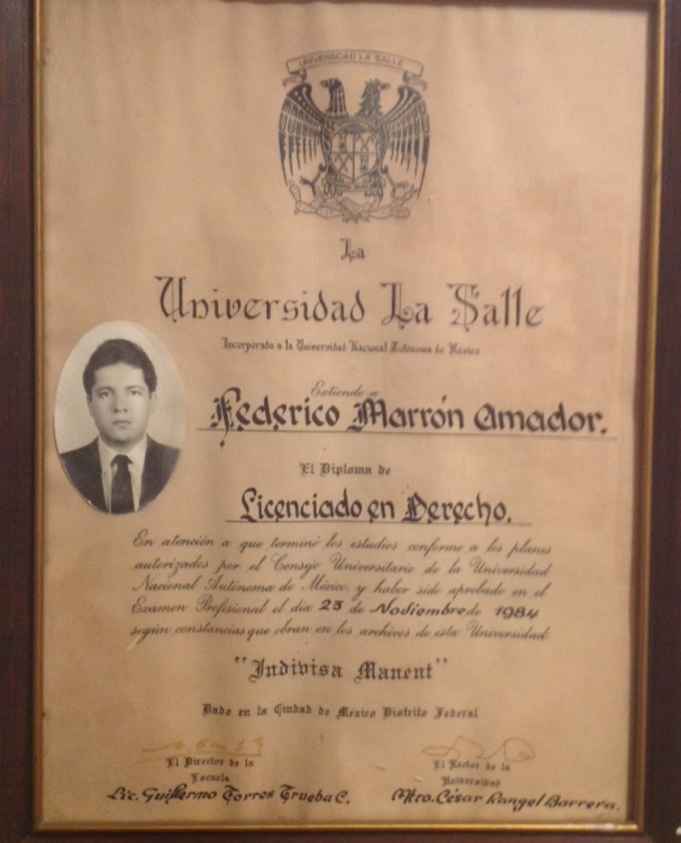 UNIVERSIDAD LA SALLE
La
Universidad La Salle
Incorporada a la Universidad Nacional Autónoma de México
Extiende a
Federico Marrón Amador.
El Diploma de
Licenciado en Derecho.
En atención a que terminó los estudios conforme a los planes
autorizados por el Consejo Universitario de la Universidad
Nacional Autónoma de México, y haber sido aprobado en el
Examen Profesional el día 23 de Noviembre de 1984
según constancias que obran en los archivos de esta Universidad
"Indivisa Manent"
Dado en la Ciudad de México Distrito Federal
El Director de la
Escuela
Lic. Guillermo Torres Trueba C.
El Rector de la
Universidad
Mtro. César Rangel Barrera.